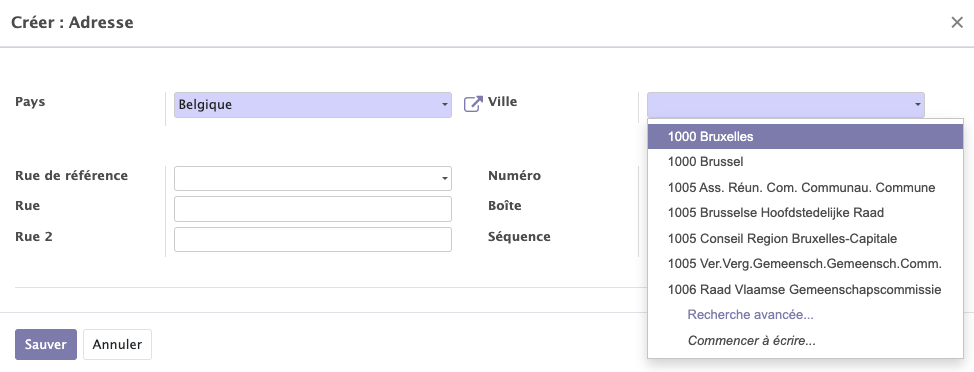 Créer : Adresse
×
Pays
Belgique
Ville
1000 Bruxelles
1000 Brussel
1005 Ass. Réun. Com. Communau. Commune
1005 Brusselse Hoofdstedelijke Raad
1005 Conseil Region Bruxelles-Capitale
1005 Ver.Verg.Gemeensch.Gemeensch.Comm.
1006 Raad Vlaamse Gemeenschapscommissie
Recherche avancée...
Commencer à écrire...
Rue de référence
Numéro
Rue
Boîte
Rue 2
Séquence
Sauver
Annuler